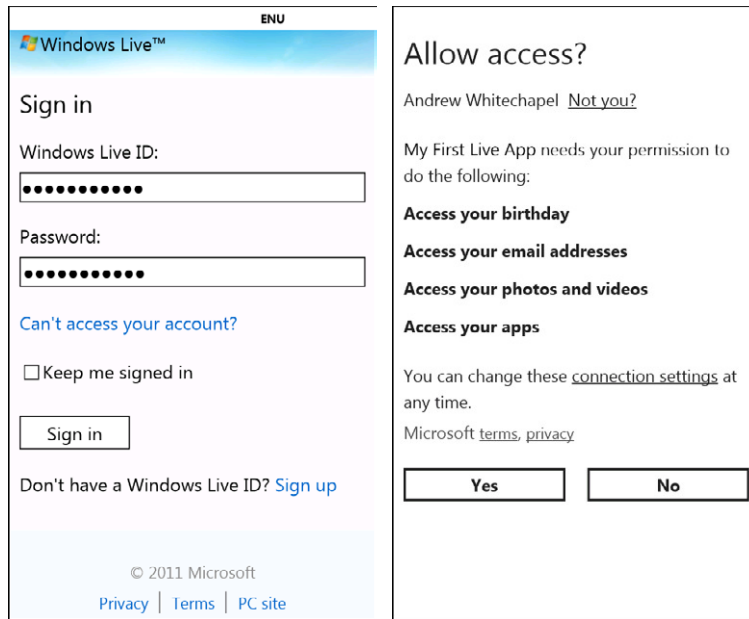 ENU
Windows Live™
Sign in
Windows Live ID:
●●●●●●●●●●●
Password:
●●●●●●●●●●●
Can't access your account?
Keep me signed in
Sign in
Don't have a Windows Live ID? Sign up
© 2011 Microsoft
Privacy | Terms | PC site
Allow access?
Andrew Whitechapel Not you?
My First Live App needs your permission to
do the following:
Access your birthday
Access your email addresses
Access your photos and videos
Access your apps
You can change these connection settings at
any time.
Microsoft terms, privacy
Yes No